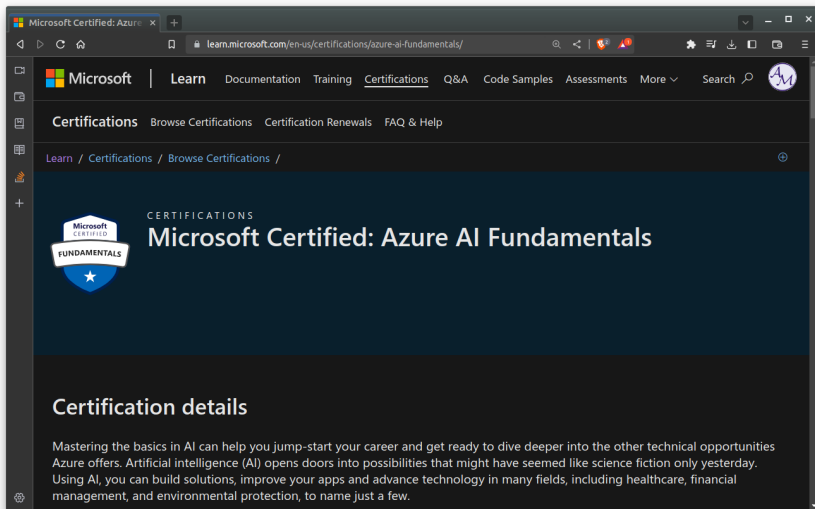 Microsoft Certified: Azure
learn.microsoft.com/en-us/certifications/azure-ai-fundamentals/
Microsoft | Learn Documentation Training Certifications Q&A Code Samples Assessments More Search AM
Certifications Browse Certifications Certification Renewals FAQ & Help
Learn / Certifications / Browse Certifications /
Microsoft
CERTIFIED
FUNDAMENTALS
CERTIFICATIONS
Microsoft Certified: Azure AI Fundamentals
Certification details
Mastering the basics in AI can help you jump-start your career and get ready to dive deeper into the other technical opportunities
Azure offers. Artificial intelligence (AI) opens doors into possibilities that might have seemed like science fiction only yesterday.
Using AI, you can build solutions, improve your apps and advance technology in many fields, including healthcare, financial
management, and environmental protection, to name just a few.